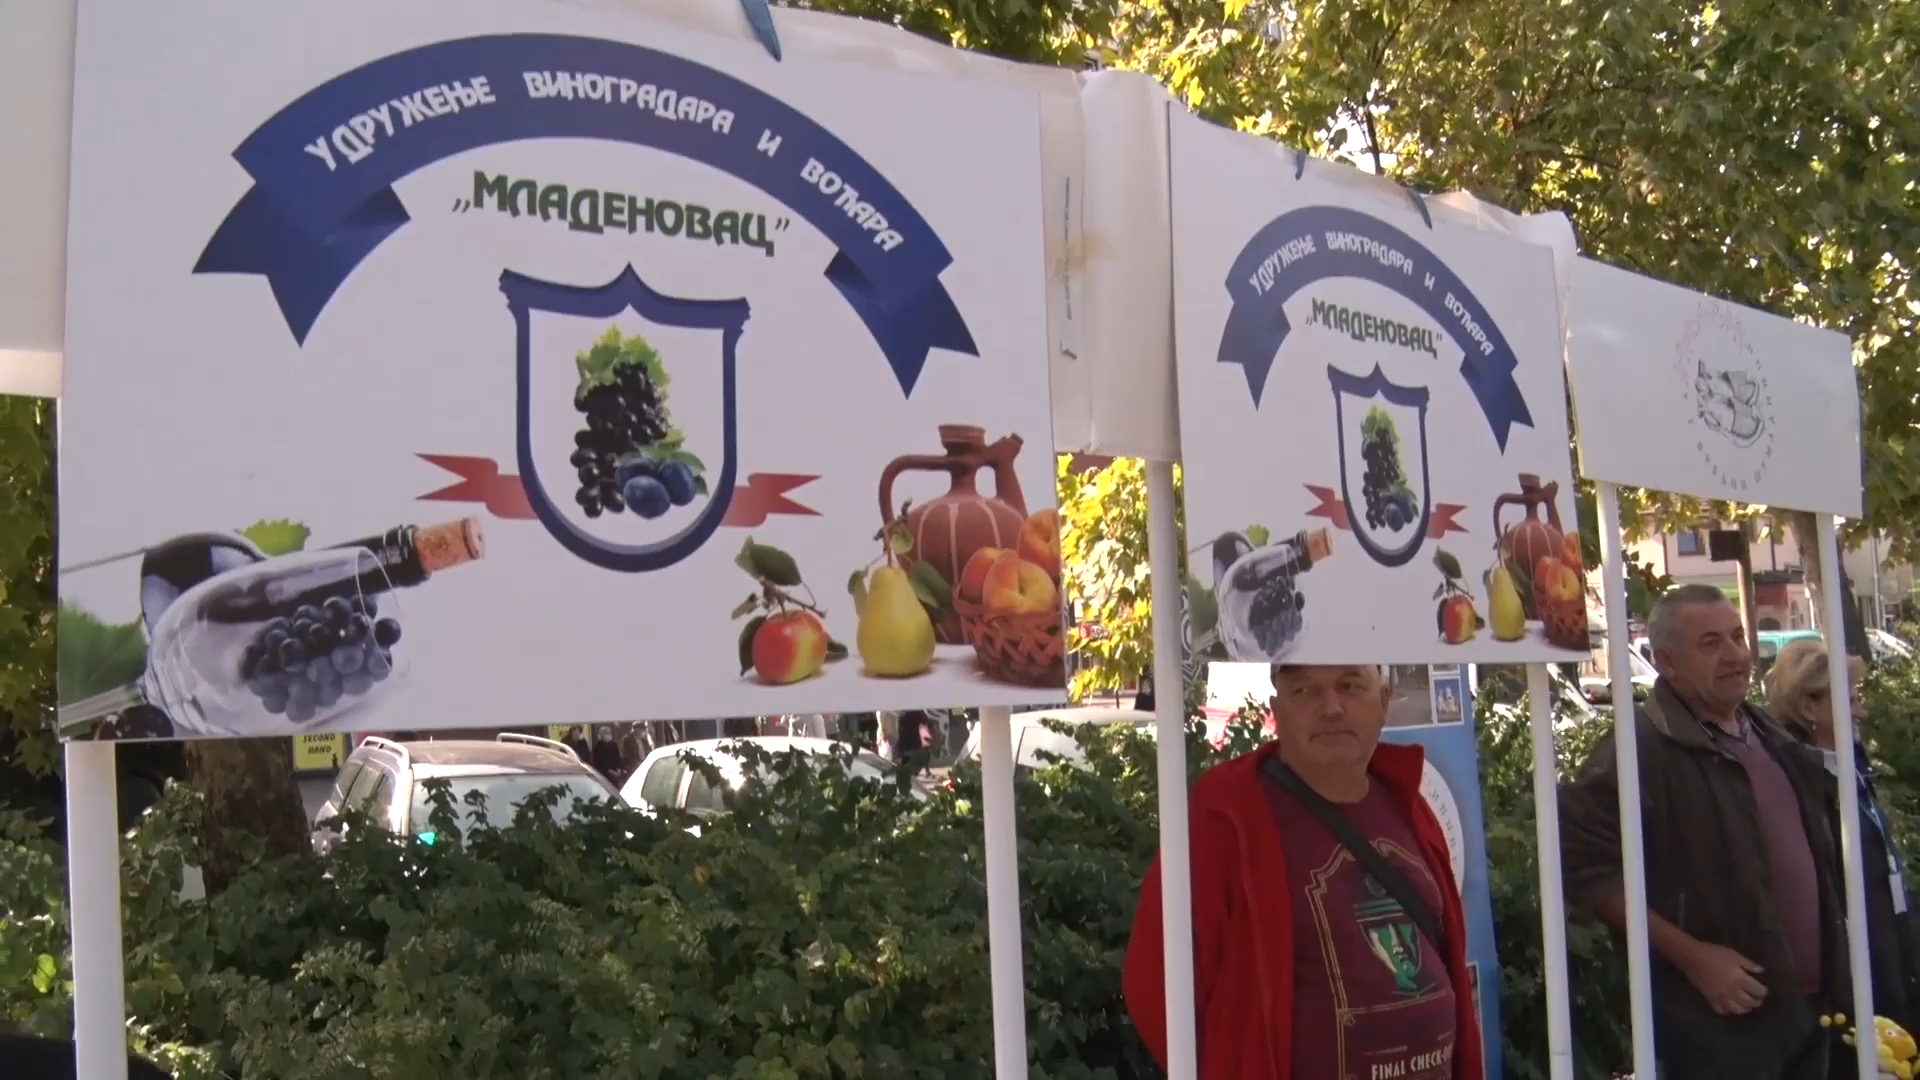 УДРУЖЕЊЕ ВИНОГРАДАРА И ВОЋАРА
„МЛАДЕНОВАЦ”
УДРУЖЕЊЕ ВИНОГРАДАРА И ВОЋАРА
„МЛАДЕНОВАЦ”
SECOND
HAND
FINAL CHECK-